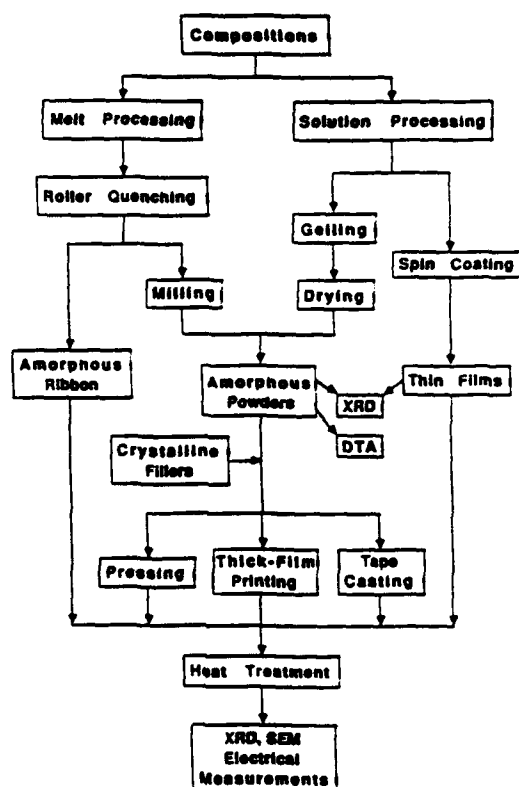 Compositions
Melt Processing
Solution Processing
Roller Quenching
Gelling
Spin Coating
Milling
Drying
Amorphous
Ribbon
Amorphous
Powders
XRD
Thin Films
DTA
Crystalline
Fillers
Pressing
Thick-Film
Printing
Tape
Casting
Heat Treatment
XRD, SEM
Electrical
Measurements